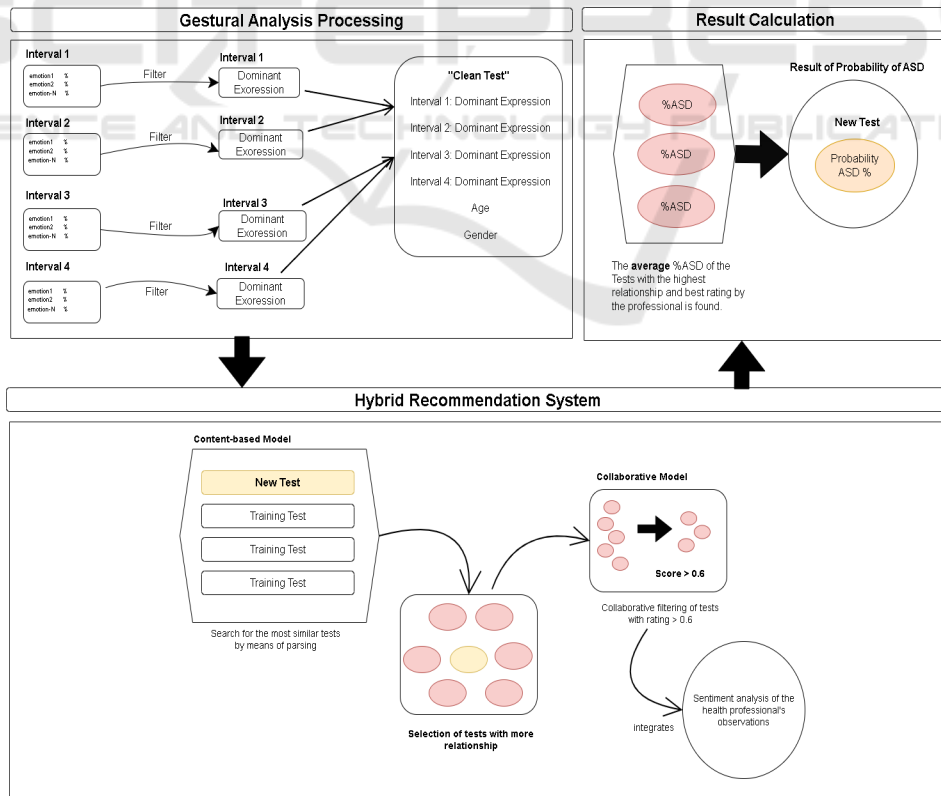 Gestural Analysis Processing
Interval 1
emotion1 %
emotion2 %
emotion-N %
Filter
Interval 1
Dominant
Exoression
Interval 2
emotion1 %
emotion2 %
emotion-N %
Filter
Interval 2
Dominant
Exoression
Interval 3
emotion1 %
emotion2 %
emotion-N %
Filter
Interval 3
Dominant
Exoression
Interval 4
emotion1 %
emotion2 %
emotion-N %
Filter
Interval 4
Dominant
Exoression
"Clean Test"
Interval 1: Dominant Expression
Interval 2: Dominant Expression
Interval 3: Dominant Expression
Interval 4: Dominant Expression
Age
Gender
Result Calculation
%ASD
%ASD
%ASD
The average %ASD of the
Tests with the highest
relationship and best rating by
the professional is found.
Result of Probability of ASD
New Test
Probability
ASD %
Hybrid Recommendation System
Content-based Model
New Test
Training Test
Training Test
Training Test
Search for the most similar tests
by means of parsing
Selection of tests with more
relationship
Collaborative Model
Score > 0.6
Collaborative filtering of tests
with rating > 0.6
integrates
Sentiment analysis of the
health professional's
observations